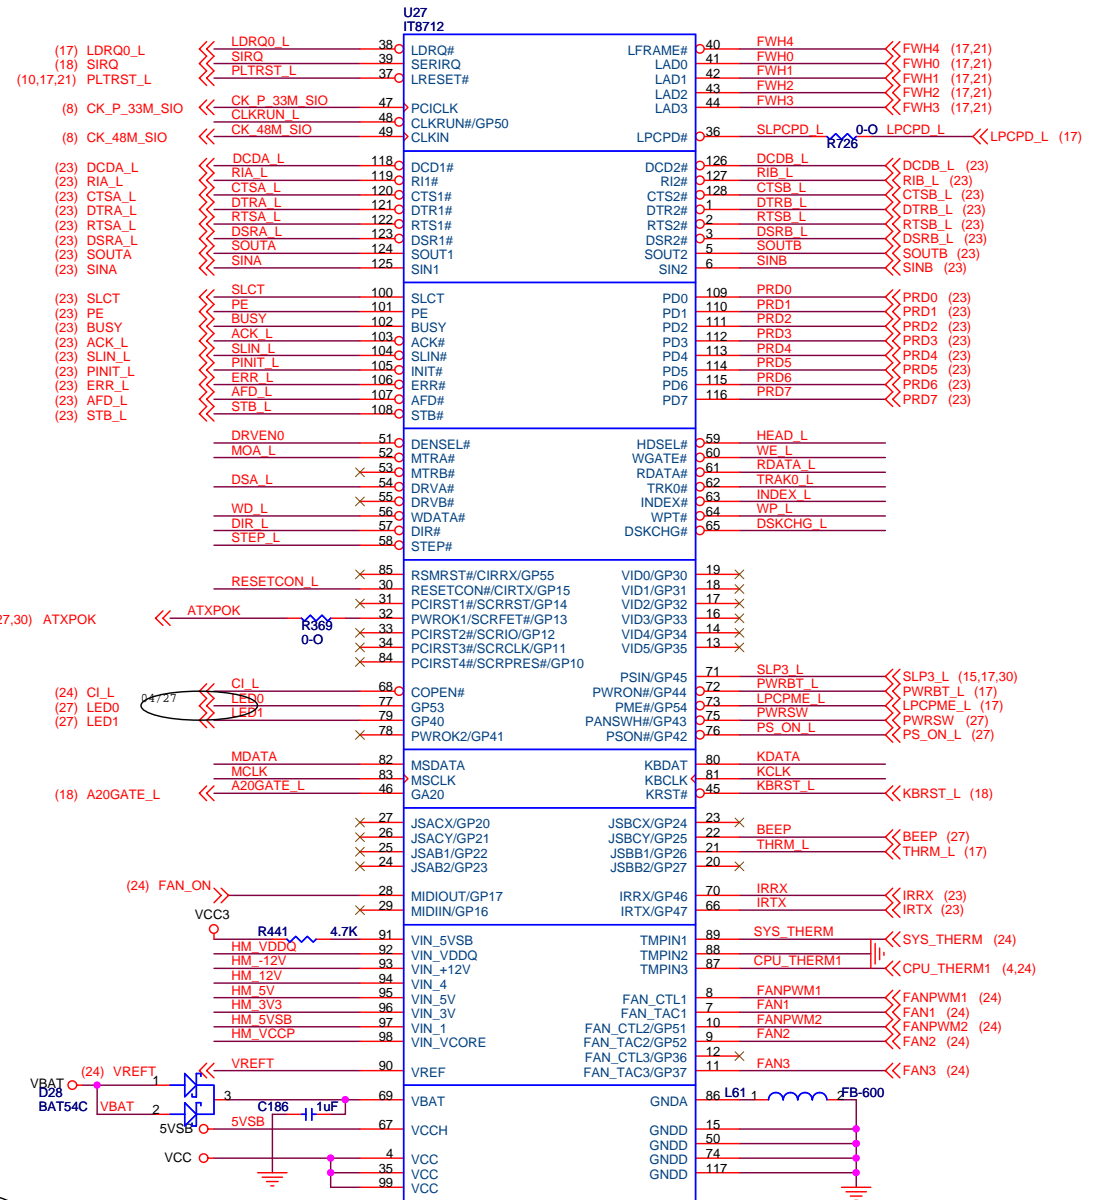 U27
IT8712
(17) LDRQ0_L LDRQ0_L 38 LDRQ# LFRAME# 40 FWH4 FWH4 (17,21)
(18) SIRQ SIRQ 39 SERIRQ LAD0 41 FWH0 FWH0 (17,21)
(10,17,21) PLTRST_L PLTRST_L 37 LRESET# LAD1 42 FWH1 FWH1 (17,21)
LAD2 43 FWH2 FWH2 (17,21)
(8) CK_P_33M_SIO CK_P_33M_SIO 47 PCICLK LAD3 44 FWH3 FWH3 (17,21)
CLKRUN_L 48 CLKRUN#/GP50
(8) CK_48M_SIO CK_48M_SIO 49 CLKIN LPCPD# 36 SLPCPD_L 0-O LPCPD_L LPCPD_L (17)
R726
(23) DCDA_L DCDA_L 118 DCD1# DCD2# 126 DCDB_L DCDB_L (23)
(23) RIA_L RIA_L 119 RI1# RI2# 127 RIB_L RIB_L (23)
(23) CTSA_L CTSA_L 120 CTS1# CTS2# 128 CTSB_L CTSB_L (23)
(23) DTRA_L DTRA_L 121 DTR1# DTR2# 1 DTRB_L DTRB_L (23)
(23) RTSA_L RTSA_L 122 RTS1# RTS2# 2 RTSB_L RTSB_L (23)
(23) DSRA_L DSRA_L 123 DSR1# DSR2# 3 DSRB_L DSRB_L (23)
(23) SOUTA SOUTA 124 SOUT1 SOUT2 5 SOUTB SOUTB (23)
(23) SINA SINA 125 SIN1 SIN2 6 SINB SINB (23)
(23) SLCT SLCT 100 SLCT PD0 109 PRD0 PRD0 (23)
(23) PE PE 101 PE PD1 110 PRD1 PRD1 (23)
(23) BUSY BUSY 102 BUSY PD2 111 PRD2 PRD2 (23)
(23) ACK_L ACK_L 103 ACK# PD3 112 PRD3 PRD3 (23)
(23) SLIN_L SLIN_L 104 SLIN# PD4 113 PRD4 PRD4 (23)
(23) PINIT_L PINIT_L 105 INIT# PD5 114 PRD5 PRD5 (23)
(23) ERR_L ERR_L 106 ERR# PD6 115 PRD6 PRD6 (23)
(23) AFD_L AFD_L 107 AFD# PD7 116 PRD7 PRD7 (23)
(23) STB_L STB_L 108 STB#
DRVEN0 51 DENSEL# HDSEL# 59 HEAD_L
MOA_L 52 MTRA# WGATE# 60 WE_L
53 MTRB# RDATA# 61 RDATA_L
DSA_L 54 DRVA# TRK0# 62 TRAK0_L
55 DRVB# INDEX# 63 INDEX_L
WD_L 56 WDATA# WPT# 64 WP_L
DIR_L 57 DIR# DSKCHG# 65 DSKCHG_L
STEP_L 58 STEP#
85 RSMRST#/CIRRX/GP55 VID0/GP30 19
RESETCON_L 30 RESETCON#/CIRTX/GP15 VID1/GP31 18
31 PCIRST1#/SCRRST/GP14 VID2/GP32 17
27,30) ATXPOK ATXPOK 32 PWROK1/SCRFET#/GP13 VID3/GP33 16
R369
33 PCIRST2#/SCRIO/GP12 VID4/GP34 14
0-O 34 PCIRST3#/SCRCLK/GP11 VID5/GP35 13
84 PCIRST4#/SCRPRES#/GP10
PSIN/GP45 71 SLP3_L SLP3_L (15,17,30)
(24) CI_L CI_L 68 COPEN# PWRON#/GP44 72 PWRBT_L PWRBT_L (17)
04/27
(27) LED0 LED0 77 GP53 PME#/GP54 73 LPCPME_L LPCPME_L (17)
(27) LED1 LED1 79 GP40 PANSWH#/GP43 75 PWRSW PWRSW (27)
78 PWROK2/GP41 PSON#/GP42 76 PS_ON_L PS_ON_L (27)
MDATA 82 MSDATA KBDAT 80 KDATA
MCLK 83 MSCLK KBCLK 81 KCLK
(18) A20GATE_L A20GATE_L 46 GA20 KRST# 45 KBRST_L KBRST_L (18)
27 JSACX/GP20 JSBCX/GP24 23
26 JSACY/GP21 JSBCY/GP25 22 BEEP BEEP (27)
25 JSAB1/GP22 JSBB1/GP26 21 THRM_L THRM_L (17)
24 JSAB2/GP23 JSBB2/GP27 20
(24) FAN_ON 28 MIDIOUT/GP17 IRRX/GP46 70 IRRX IRRX (23)
29 MIDIIN/GP16 IRTX/GP47 66 IRTX IRTX (23)
VCC3
R441 4.7K 91 VIN_5VSB TMPIN1 89 SYS_THERM SYS_THERM (24)
HM_VDDQ 92 VIN_VDDQ TMPIN2 88
HM_-12V 93 VIN_+12V TMPIN3 87 CPU_THERM1 CPU_THERM1 (4,24)
HM_12V 94 VIN_4
HM_5V 95 VIN_5V FAN_CTL1 8 FANPWM1 FANPWM1 (24)
HM_3V3 96 VIN_3V FAN_TAC1 7 FAN1 FAN1 (24)
HM_5VSB 97 VIN_1 FAN_CTL2/GP51 10 FANPWM2 FANPWM2 (24)
HM_VCCP 98 VIN_VCORE FAN_TAC2/GP52 9 FAN2 FAN2 (24)
FAN_CTL3/GP36 12
(24) VREFT VREFT 90 VREF FAN_TAC3/GP37 11 FAN3 FAN3 (24)
VBAT 1
D28
BAT54C VBAT 2 3 C186 1uF 69 VBAT GNDA 86 L61 1 2 FB-600
5VSB 5VSB 67 VCCH GNDD 15
GNDD 50
VCC 4 VCC GNDD 74
35 VCC GNDD 117
99 VCC